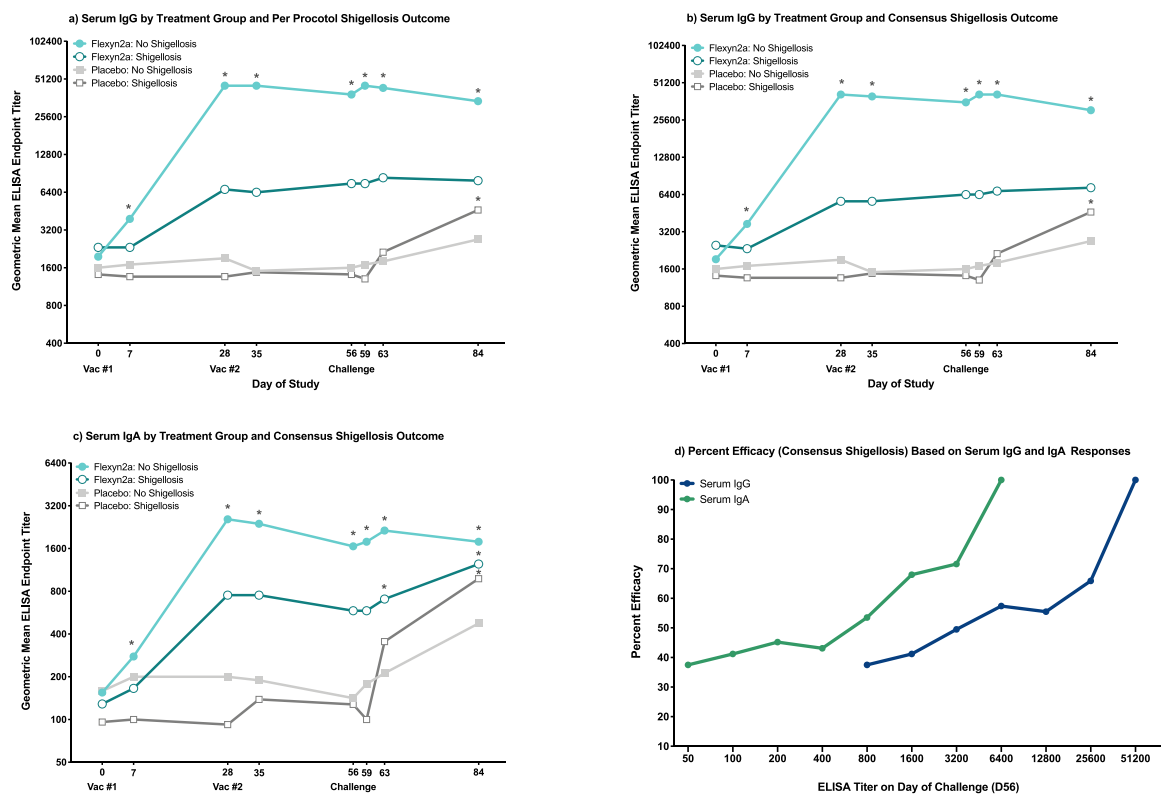 a) Serum IgG by Treatment Group and Per Procotol Shigellosis Outcome
102400
51200
25600
12800
6400
3200
1600
800
400
Geometric Mean ELISA Endpoint Titer
Flexyn2a: No Shigellosis
Flexyn2a: Shigellosis
Placebo: No Shigellosis
Placebo: Shigellosis
* * * * * * * *
0 7 28 35 56 59 63 84
Vac #1 Vac #2 Challenge
Day of Study
b) Serum IgG by Treatment Group and Consensus Shigellosis Outcome
102400
51200
25600
12800
6400
3200
1600
800
400
Geometric Mean ELISA Endpoint Titer
Flexyn2a: No Shigellosis
Flexyn2a: Shigellosis
Placebo: No Shigellosis
Placebo: Shigellosis
* * * * * * * *
0 7 28 35 56 59 63 84
Vac #1 Vac #2 Challenge
Day of Study
c) Serum IgA by Treatment Group and Consensus Shigellosis Outcome
6400
3200
1600
800
400
200
100
50
Geometric Mean ELISA Endpoint Titer
Flexyn2a: No Shigellosis
Flexyn2a: Shigellosis
Placebo: No Shigellosis
Placebo: Shigellosis
* * * * * * * * * *
0 7 28 35 56 59 63 84
Vac #1 Vac #2 Challenge
d) Percent Efficacy (Consensus Shigellosis) Based on Serum IgG and IgA Responses
100
90
80
70
60
50
40
30
20
10
Percent Efficacy
Serum IgG
Serum IgA
50 100 200 400 800 1600 3200 6400 12800 25600 51200
ELISA Titer on Day of Challenge (D56)